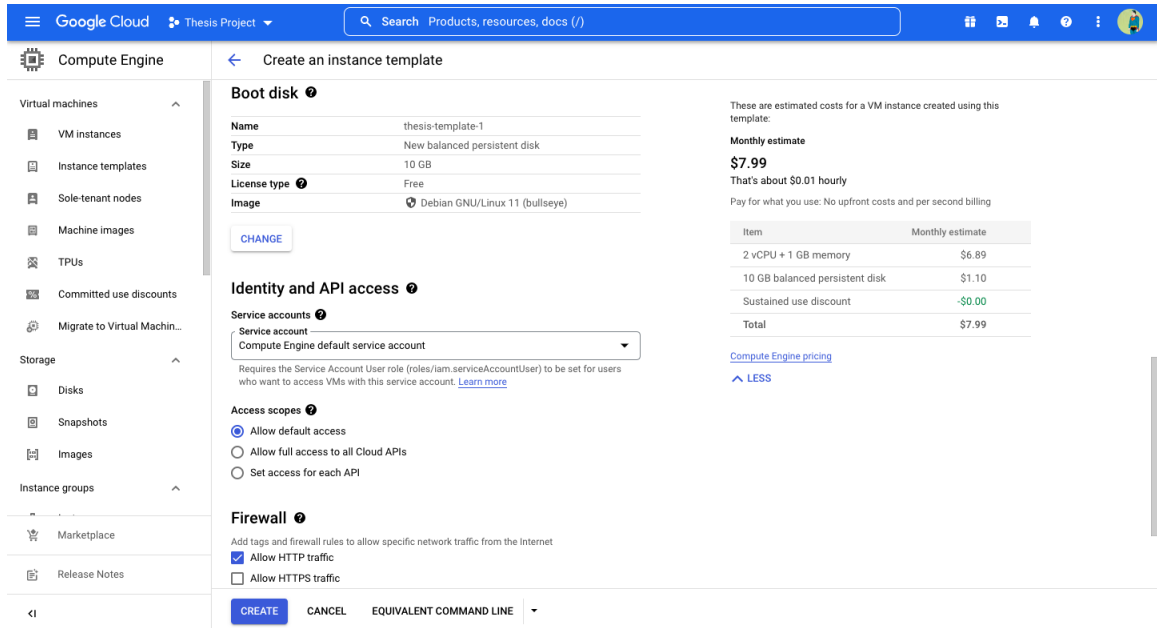 Google Cloud Thesis Project Search Products, resources, docs (/)
Compute Engine
Create an instance template
Virtual machines
VM instances
Instance templates
Sole-tenant nodes
Machine images
TPUs
Committed use discounts
Migrate to Virtual Machin...
Storage
Disks
Snapshots
Images
Instance groups
Marketplace
Release Notes
Boot disk
Name thesis-template-1
Type New balanced persistent disk
Size 10 GB
License type Free
Image Debian GNU/Linux 11 (bullseye)
CHANGE
Identity and API access
Service accounts
Service account
Compute Engine default service account
Requires the Service Account User role (roles/iam.serviceAccountUser) to be set for users
who want to access VMs with this service account. Learn more
Access scopes
Allow default access
Allow full access to all Cloud APIs
Set access for each API
Firewall
Add tags and firewall rules to allow specific network traffic from the Internet
Allow HTTP traffic
Allow HTTPS traffic
CREATE CANCEL EQUIVALENT COMMAND LINE
These are estimated costs for a VM instance created using this
template:
Monthly estimate
$7.99
That's about $0.01 hourly
Pay for what you use: No upfront costs and per second billing
Item Monthly estimate
2 vCPU + 1 GB memory $6.89
10 GB balanced persistent disk $1.10
Sustained use discount -$0.00
Total $7.99
Compute Engine pricing
LESS